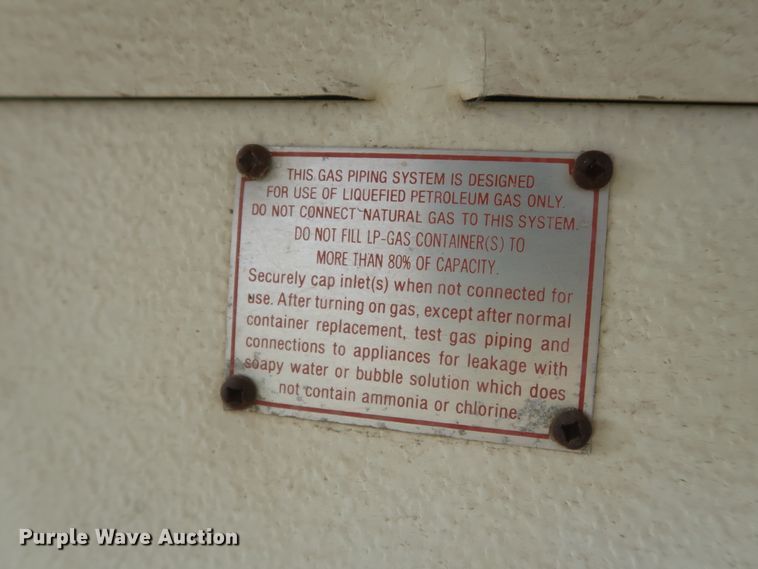 THIS GAS PIPING SYSTEM IS DESIGNED
FOR USE OF LIQUEFIED PETROLEUM GAS ONLY.
DO NOT CONNECT NATURAL GAS TO THIS SYSTEM.
DO NOT FILL LP-GAS CONTAINER(S) TO
MORE THAN 80% OF CAPACITY.
Securely cap inlet(s) when not connected for
use. After turning on gas, except after normal
container replacement, test gas piping and
connections to appliances for leakage with
soapy water or bubble solution which does
not contain ammonia or chlorine.
Purple Wave Auction